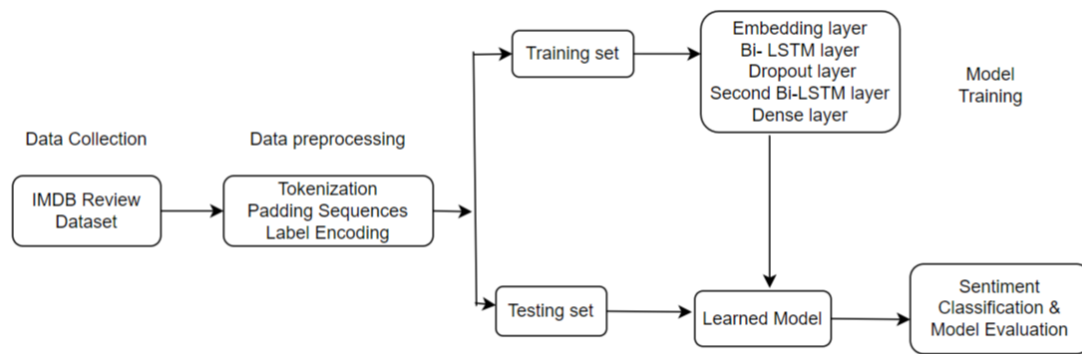 Data Collection
IMDB Review
Dataset
Data preprocessing
Tokenization
Padding Sequences
Label Encoding
Training set
Embedding layer
Bi- LSTM layer
Dropout layer
Second Bi-LSTM layer
Dense layer
Model
Training
Testing set
Learned Model
Sentiment
Classification &
Model Evaluation